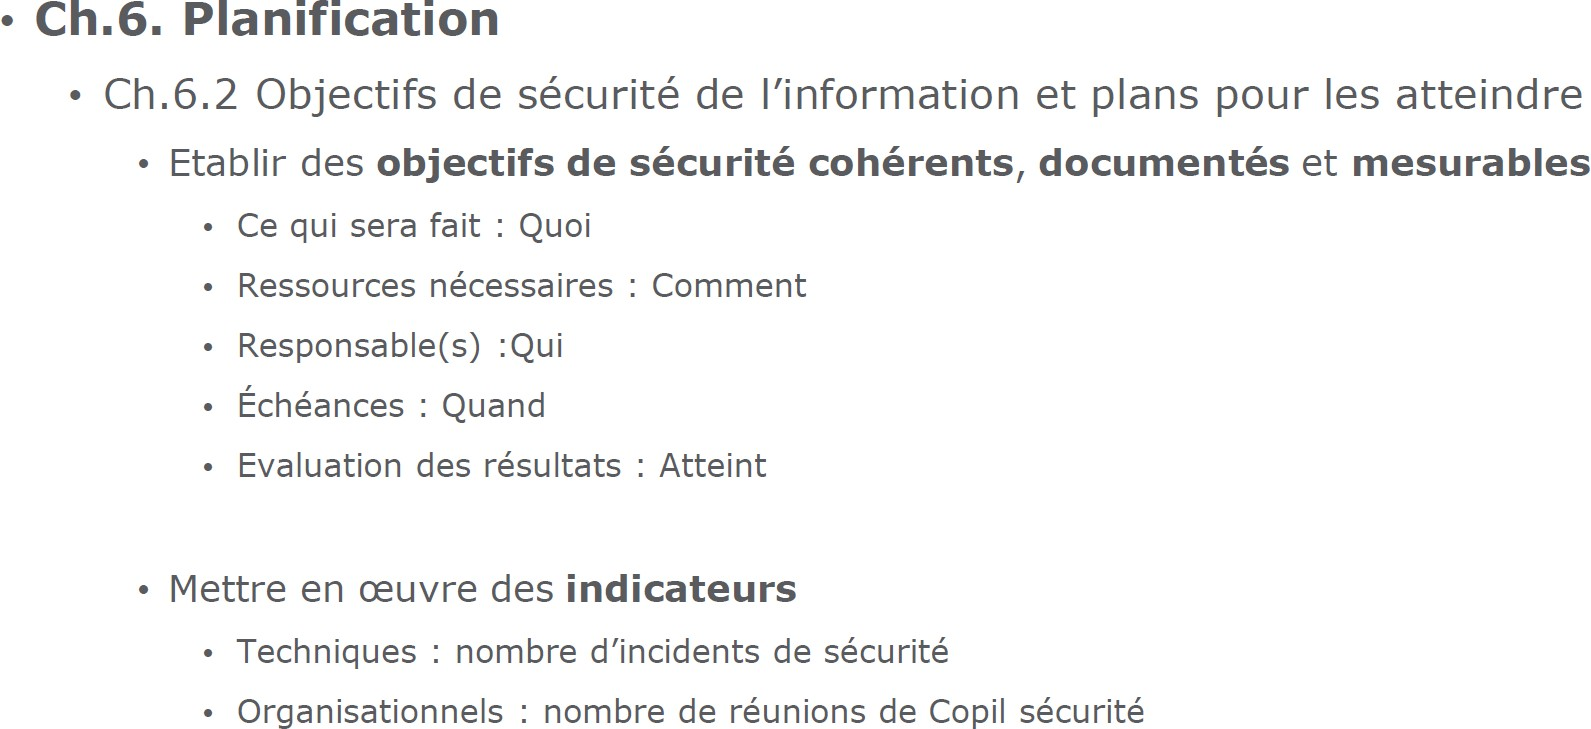 • Ch.6. Planification
• Ch.6.2 Objectifs de sécurité de l’information et plans pour les atteindre
• Etablir des objectifs de sécurité cohérents, documentés et mesurables
• Ce qui sera fait : Quoi
• Ressources nécessaires : Comment
• Responsable(s) :Qui
• Échéances : Quand
• Evaluation des résultats : Atteint
• Mettre en œuvre des indicateurs
• Techniques : nombre d’incidents de sécurité
• Organisationnels : nombre de réunions de Copil sécurité